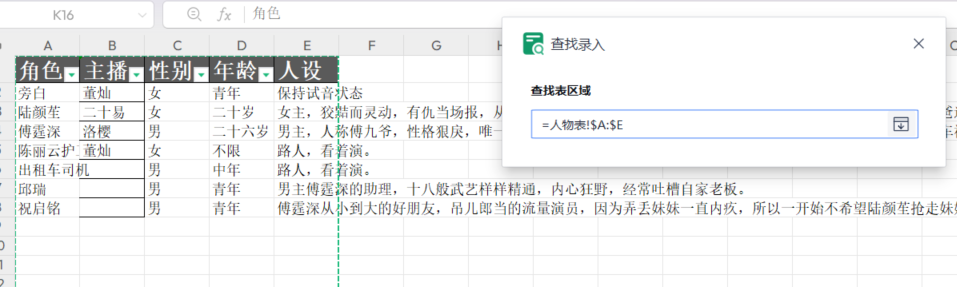 K16 fx 角色
查找录入
查找表区域
=人物表!$A:$E
A B C D E F G H
角色 主播 性别 年龄 人设
旁白 董灿 女 青年 保持试音状态
陆颜苼 二十易 女 二十岁 女主，狡黠而灵动，有仇当场报，从
傅霆深 洛樱 男 二十六岁 男主，人称傅九爷，性格狠戾，唯一
陈丽云护 董灿 女 不限 路人，看着演。
出租车司机 男 中年 路人，看着演。
邱瑞 男 青年 男主傅霆深的助理，十八般武艺样样精通，内心狂野，经常吐槽自家老板。
祝启铭 男 青年 傅霆深从小到大的好朋友，吊儿郎当的流量演员，因为弄丢妹妹一直内疚，所以一开始不希望陆颜苼抢走妹